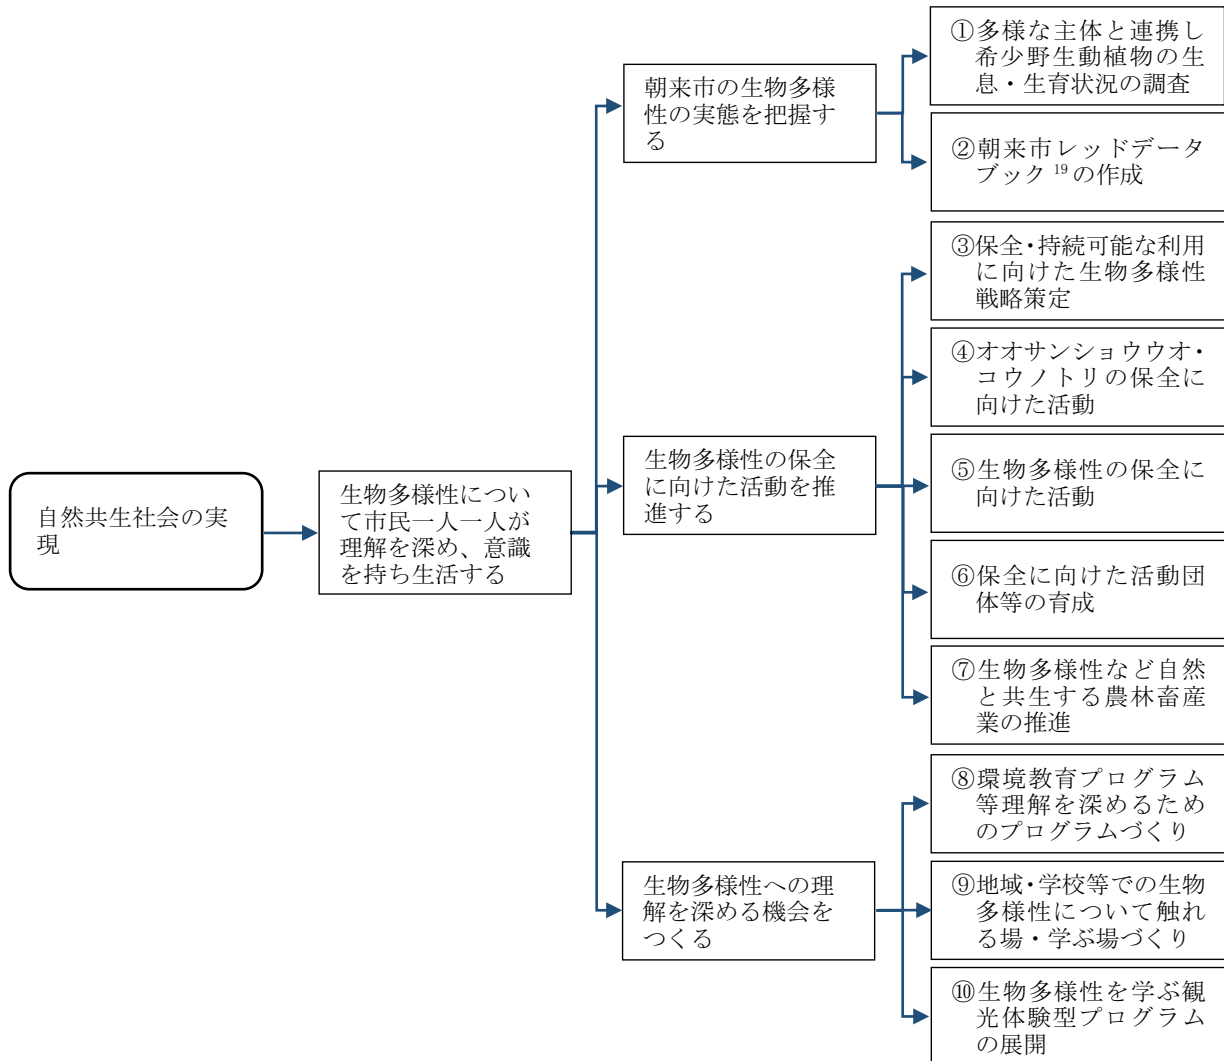 自然共生社会の実
現
生物多様性につい
て市民一人一人が
理解を深め、意識
を持ち生活する
朝来市の生物多様
性の実態を把握す
る
①多様な主体と連携し
希少野生動植物の生
息・生育状況の調査
②朝来市レッドデータ
ブック19の作成
生物多様性の保全
に向けた活動を推
進する
③保全・持続可能な利用
に向けた生物多様性
戦略策定
④オオサンショウウオ・
コウノトリの保全に
向けた活動
⑤生物多様性の保全に
向けた活動
⑥保全に向けた活動団
体等の育成
⑦生物多様性など自然
と共生する農林畜産
業の推進
生物多様性への理
解を深める機会を
つくる
⑧環境教育プログラム
等理解を深めるため
のプログラムづくり
⑨地域・学校等での生物
多様性について触れ
る場・学ぶ場づくり
⑩生物多様性を学ぶ観
光体験型プログラム
の展開